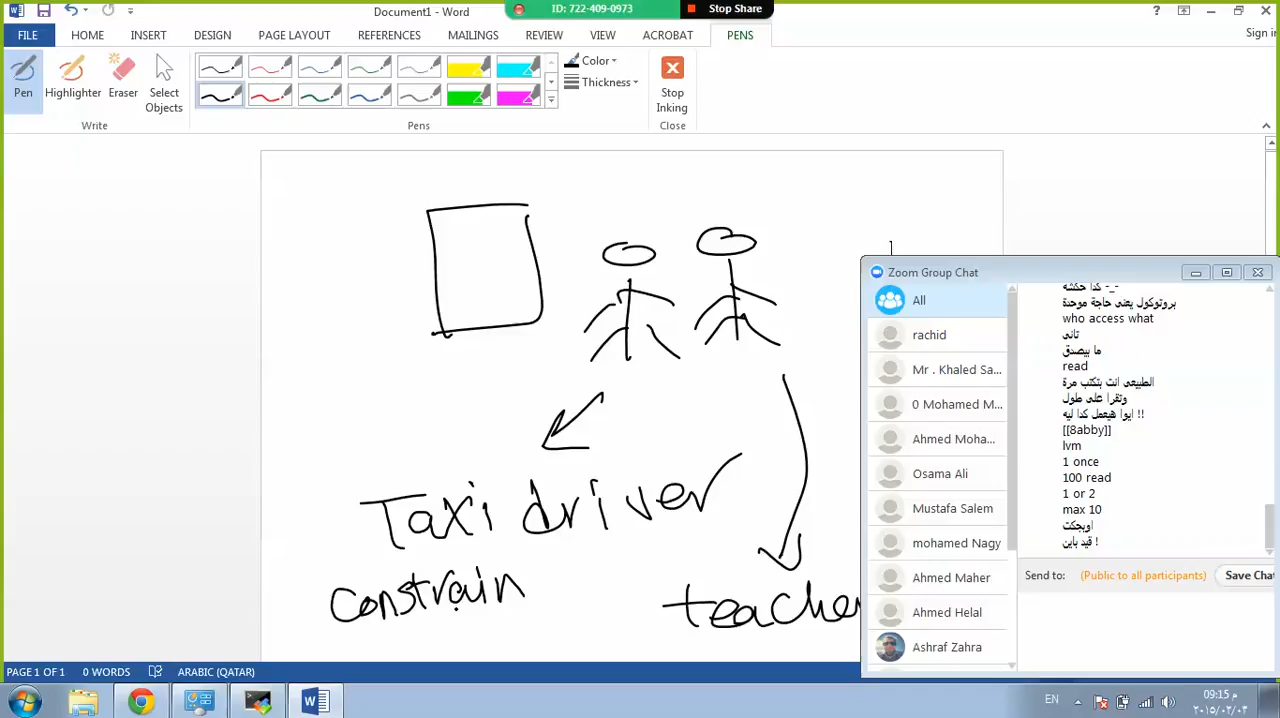 Document1 - Word
ID: 722-409-0973
Stop Share
Sign in
FILE HOME INSERT DESIGN PAGE LAYOUT REFERENCES MAILINGS REVIEW VIEW ACROBAT PENS
Pen Highlighter Eraser Select Objects
Color
Thickness
Stop Inking
Write Pens Close
Taxi driver
constrain
teacher
Zoom Group Chat
All
rachid
Mr . Khaled Sa...
0 Mohamed M...
Ahmed Moha...
Osama Ali
Mustafa Salem
mohamed Nagy
Ahmed Maher
Ahmed Helal
Ashraf Zahra
كدا حكشه -_-
بروتوكول يعنى حاجة موحدة
who access what
تانى
ما بيصدق
read
الطبيعى انت بتكتب مرة
وتقرا على طول
ايوا هيعمل كدا ليه !!
[[8abby]]
lvm
1 once
100 read
1 or 2
max 10
اوبجكت
قيد باين !
Send to: (Public to all participants) Save Chat
PAGE 1 OF 1 0 WORDS ARABIC (QATAR)
EN
09:15 م
٢٠١٥/٠٢/٠٣